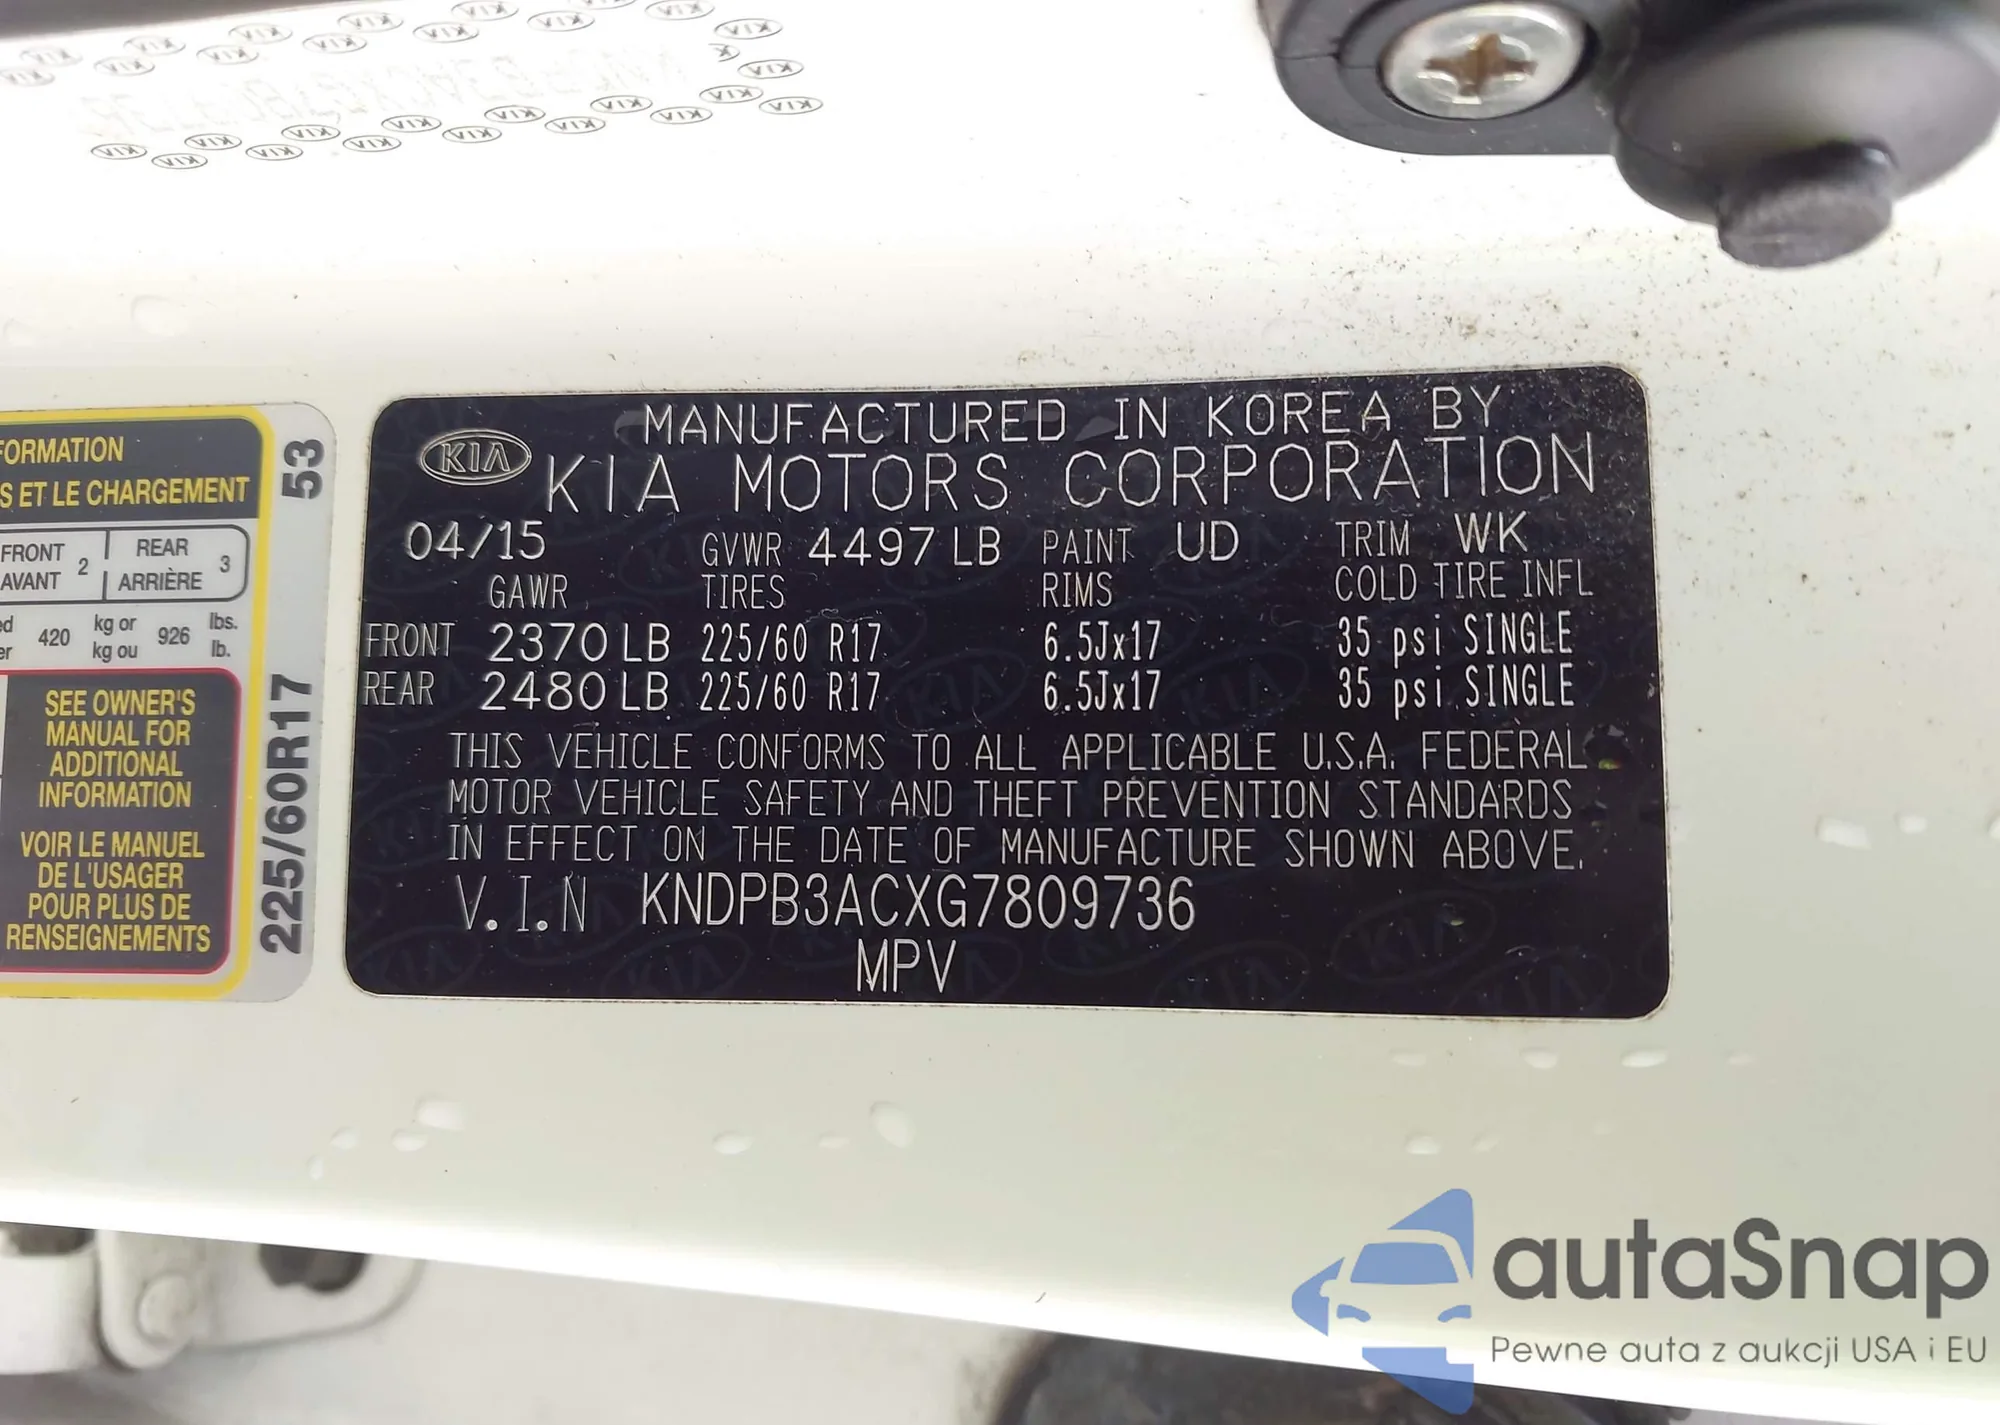 KIA
MANUFACTURED IN KOREA BY
KIA MOTORS CORPORATION
04/15 GVWR 4497 LB PAINT UD TRIM WK
GAWR TIRES RIMS COLD TIRE INFL
FRONT 2370 LB 225/60 R17 6.5Jx17 35 psi SINGLE
REAR 2480 LB 225/60 R17 6.5Jx17 35 psi SINGLE
THIS VEHICLE CONFORMS TO ALL APPLICABLE U.S.A. FEDERAL
MOTOR VEHICLE SAFETY AND THEFT PREVENTION STANDARDS
IN EFFECT ON THE DATE OF MANUFACTURE SHOWN ABOVE.
V.I.N KNDPB3ACXG7809736
MPV
ET LE CHARGEMENT
FRONT 2 REAR 3
AVANT ARRIÈRE
420 kg or 926 lbs.
kg ou lb.
SEE OWNER'S
MANUAL FOR
ADDITIONAL
INFORMATION
VOIR LE MANUEL
DE L'USAGER
POUR PLUS DE
RENSEIGNEMENTS
53
225/60R17
autaSnap
Pewne auta z aukcji USA i EU